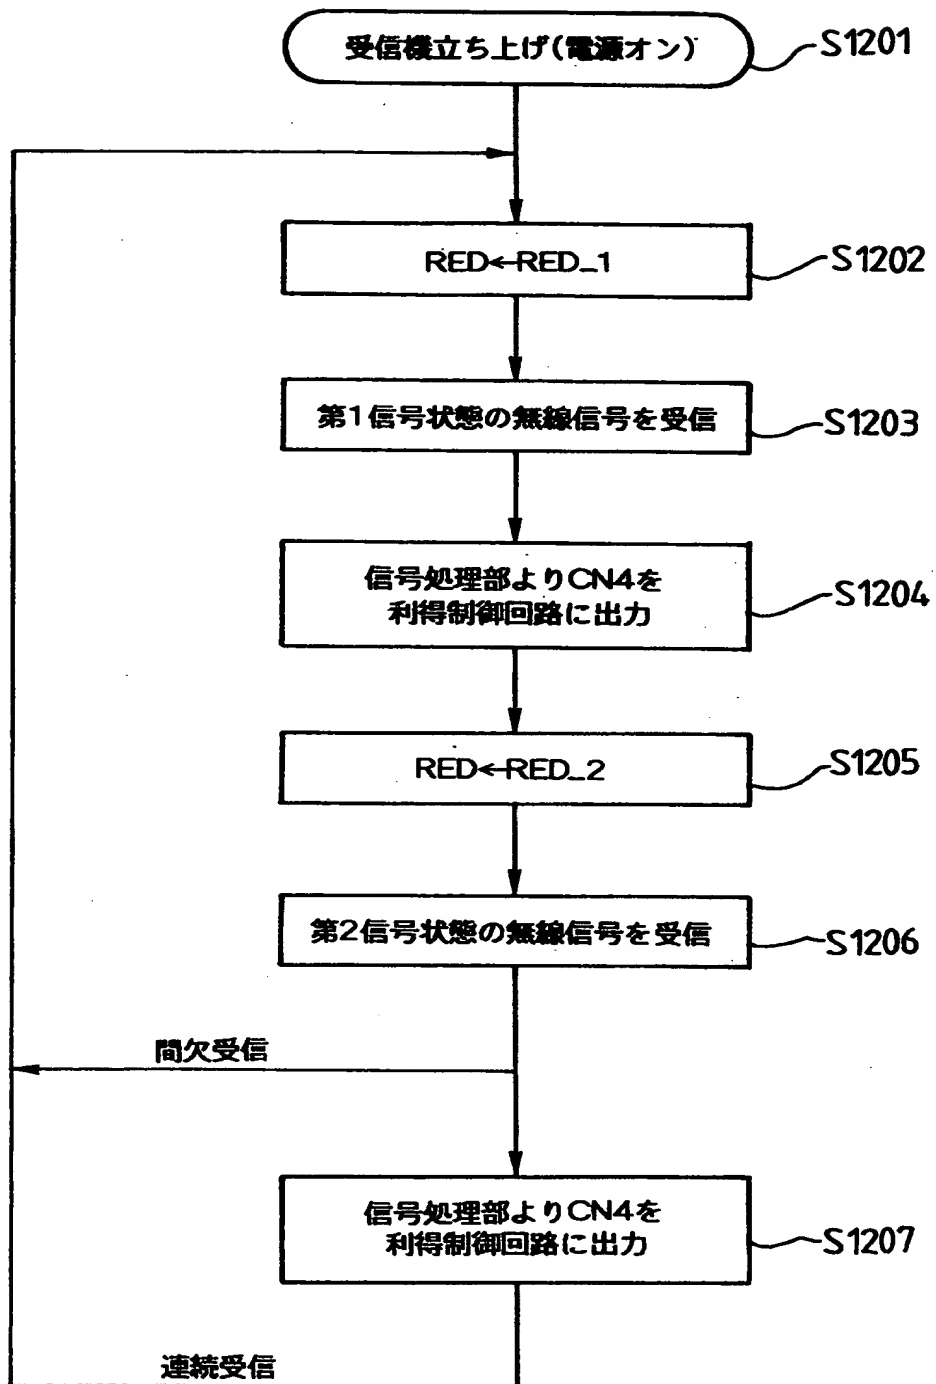 受信機立ち上げ(電源オン)
S1201
RED←RED_1
S1202
第1信号状態の無線信号を受信
S1203
信号処理部よりCN4を
利得制御回路に出力
S1204
RED←RED_2
S1205
第2信号状態の無線信号を受信
S1206
間欠受信
信号処理部よりCN4を
利得制御回路に出力
S1207
連続受信